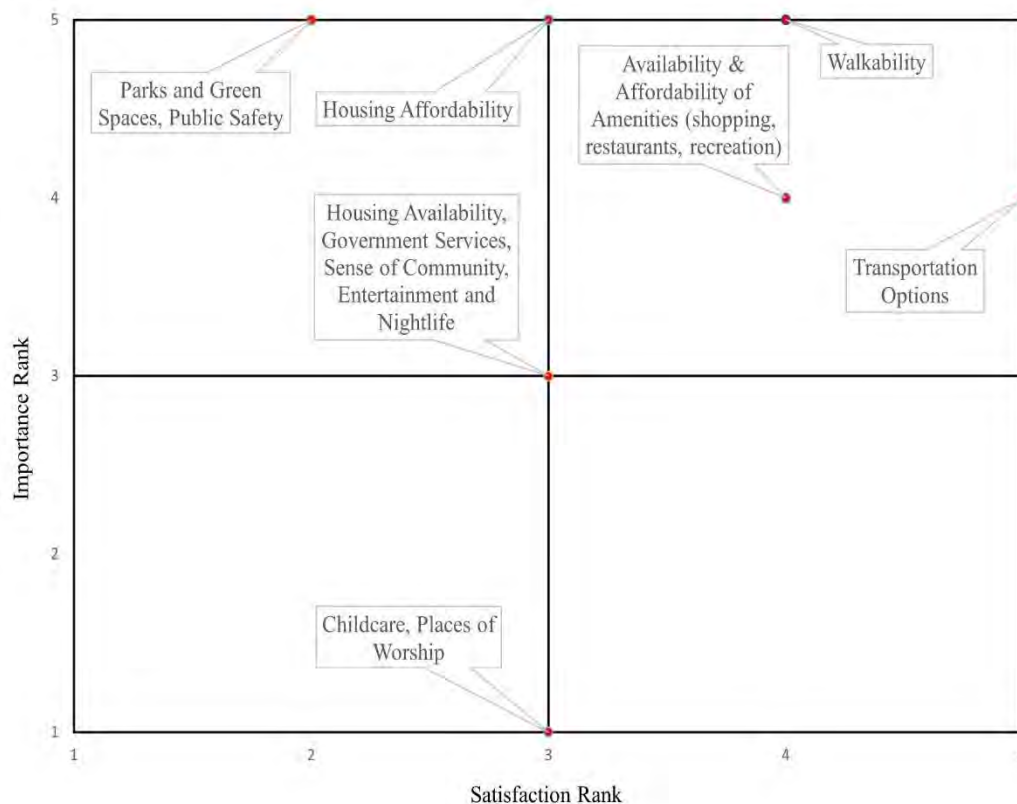 5
Parks and Green
Spaces, Public Safety
Housing Affordability
Availability &
Affordability of
Amenities (shopping,
restaurants, recreation)
Walkability
4
Housing Availability,
Government Services,
Sense of Community,
Entertainment and
Nightlife
Transportation
Options
3
Importance Rank
2
Childcare, Places of
Worship
1
1
2
3
4
Satisfaction Rank